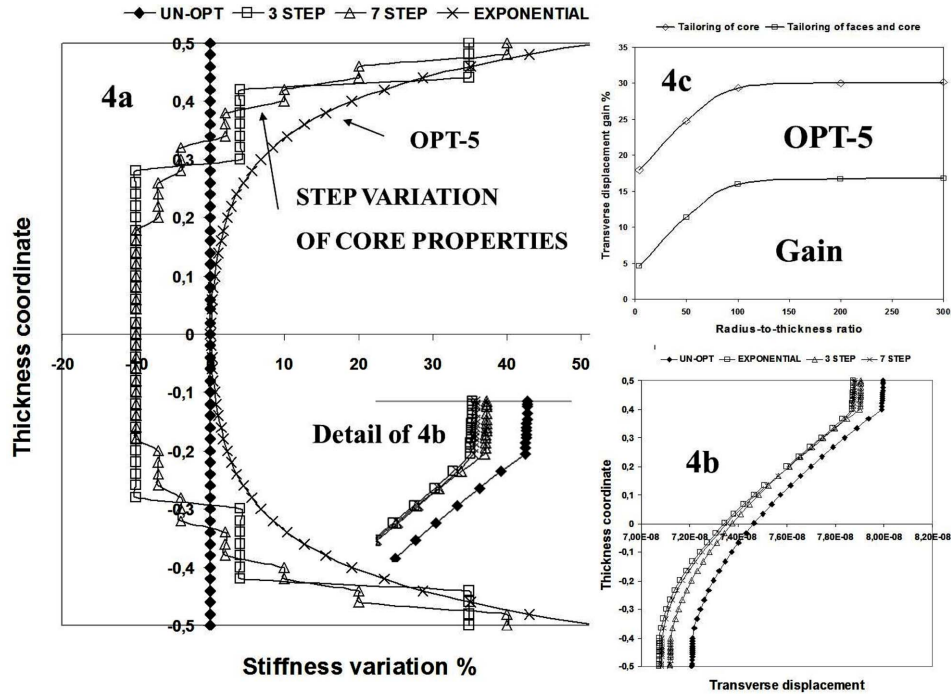 UN-OPT 3 STEP 7 STEP EXPONENTIAL
4a
0,5
0,4
0,3
0,2
0,1
0
-0,1
-0,2
-0,3
-0,4
-0,5
-20 -10 0 10 20 30 40 50
OPT-5
STEP VARIATION
OF CORE PROPERTIES
Detail of 4b
Thickness coordinate
Stiffness variation %
Tailoring of core Tailoring of faces and core
4c
OPT-5
Gain
35
30
25
20
15
10
5
0
0 50 100 150 200 250 300
Transverse displacement gain %
Radius-to-thickness ratio
UN-OPT EXPONENTIAL 3 STEP 7 STEP
4b
0,5
0,4
0,3
0,2
0,1
0
-0,1
-0,2
-0,3
-0,4
-0,5
7,00E-08 7,20E-08 7,40E-08 7,60E-08 7,80E-08 8,00E-08 8,20E-08
Thickness coordinate
Transverse displacement